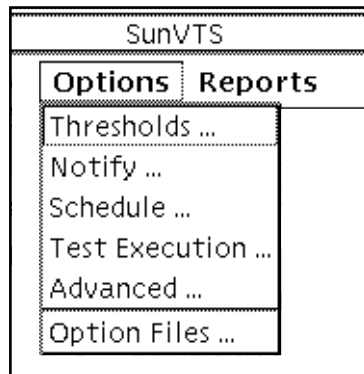 SunVTS
Options Reports
Thresholds ...
Notify ...
Schedule ...
Test Execution ...
Advanced ...
Option Files ...